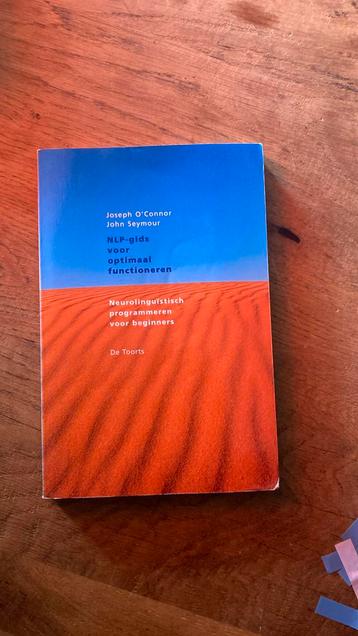 Joseph O'Connor
John Seymour
NLP-gids
voor
optimaal
functioneren
Neurolinguïstisch
programmeren
voor beginners
De Toorts